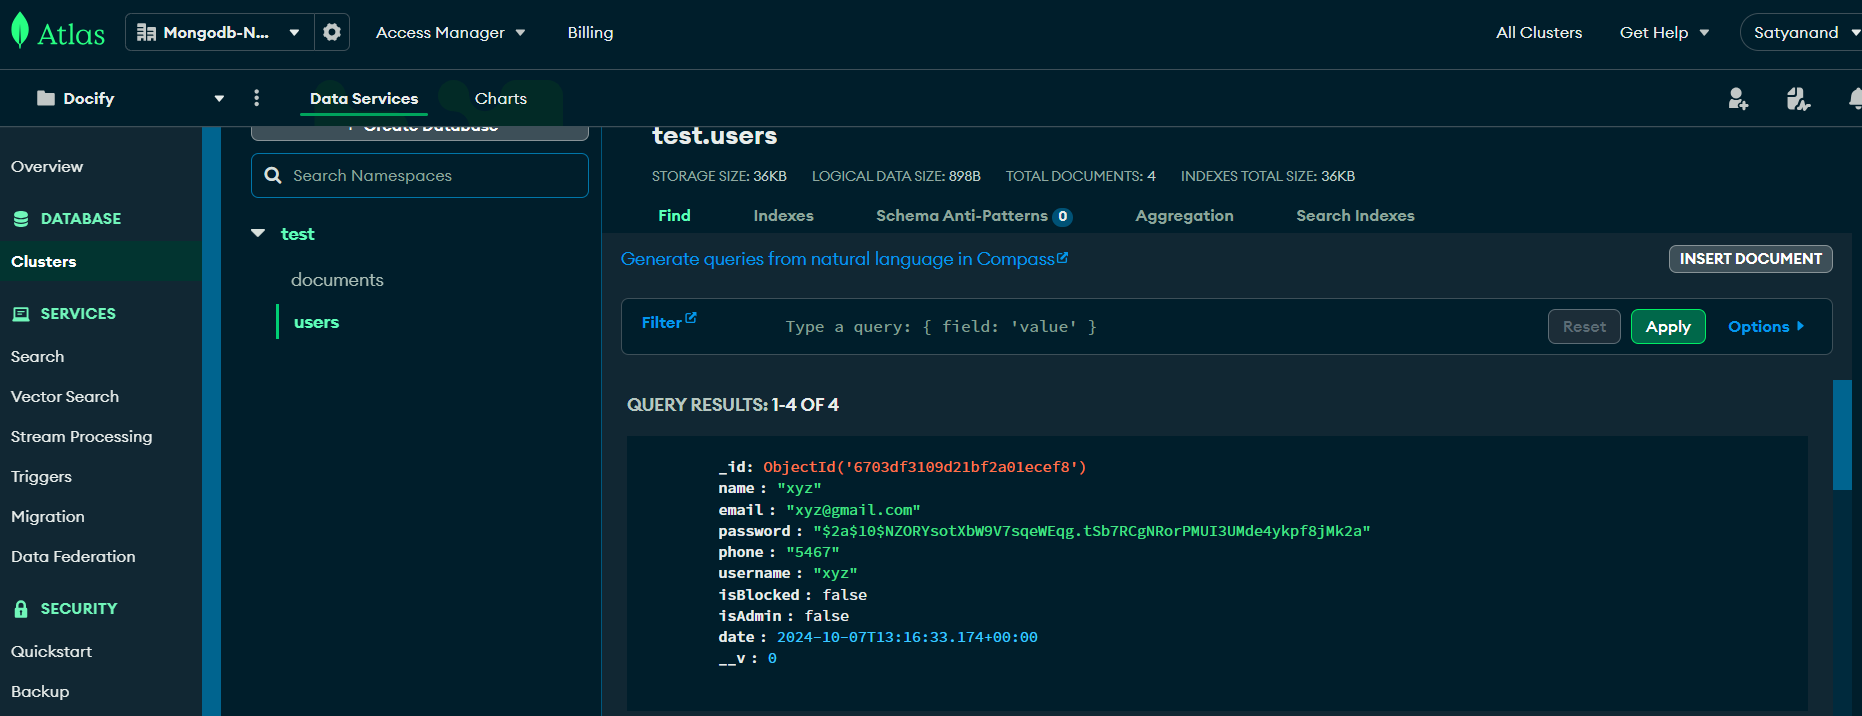 Atlas
Mongodb-N...
Access Manager
Billing
All Clusters
Get Help
Satyanand
Docify
Data Services
Charts
Overview
DATABASE
Clusters
SERVICES
Search
Vector Search
Stream Processing
Triggers
Migration
Data Federation
SECURITY
Quickstart
Backup
+ Create Database
Search Namespaces
test
documents
users
test.users
STORAGE SIZE: 36KB
LOGICAL DATA SIZE: 898B
TOTAL DOCUMENTS: 4
INDEXES TOTAL SIZE: 36KB
Find
Indexes
Schema Anti-Patterns 0
Aggregation
Search Indexes
Generate queries from natural language in Compass
INSERT DOCUMENT
Filter
Type a query: { field: 'value' }
Reset
Apply
Options
QUERY RESULTS: 1-4 OF 4
_id: ObjectId('6703df3109d21bf2a01ecef8')
name : "xyz"
email : "xyz@gmail.com"
password : "$2a$10$NZORYsotXbW9V7sqeWEqg.tSb7RCgNRorPMUI3UMde4ykpf8jMk2a"
phone : "5467"
username : "xyz"
isBlocked : false
isAdmin : false
date : 2024-10-07T13:16:33.174+00:00
__v : 0